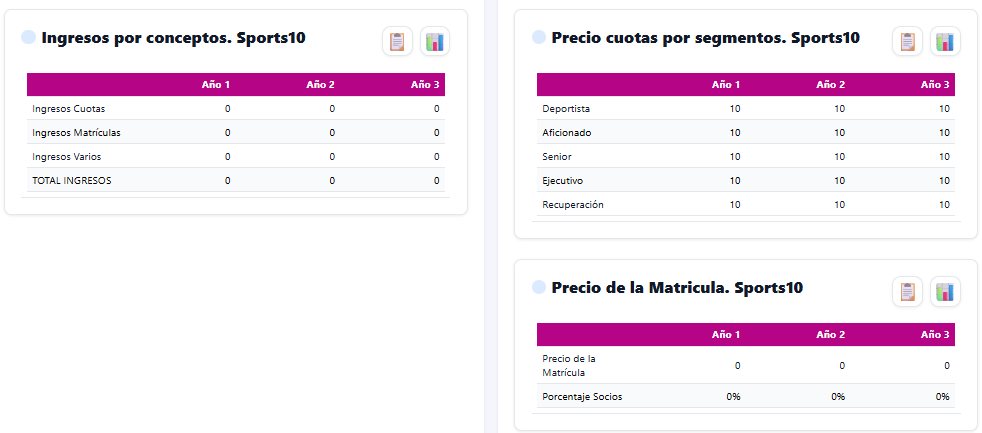 Ingresos por conceptos. Sports10
Año 1 Año 2 Año 3
Ingresos Cuotas 0 0 0
Ingresos Matrículas 0 0 0
Ingresos Varios 0 0 0
TOTAL INGRESOS 0 0 0
Precio cuotas por segmentos. Sports10
Año 1 Año 2 Año 3
Deportista 10 10 10
Aficionado 10 10 10
Senior 10 10 10
Ejecutivo 10 10 10
Recuperación 10 10 10
Precio de la Matricula. Sports10
Año 1 Año 2 Año 3
Precio de la
Matrícula 0 0 0
Porcentaje Socios 0% 0% 0%